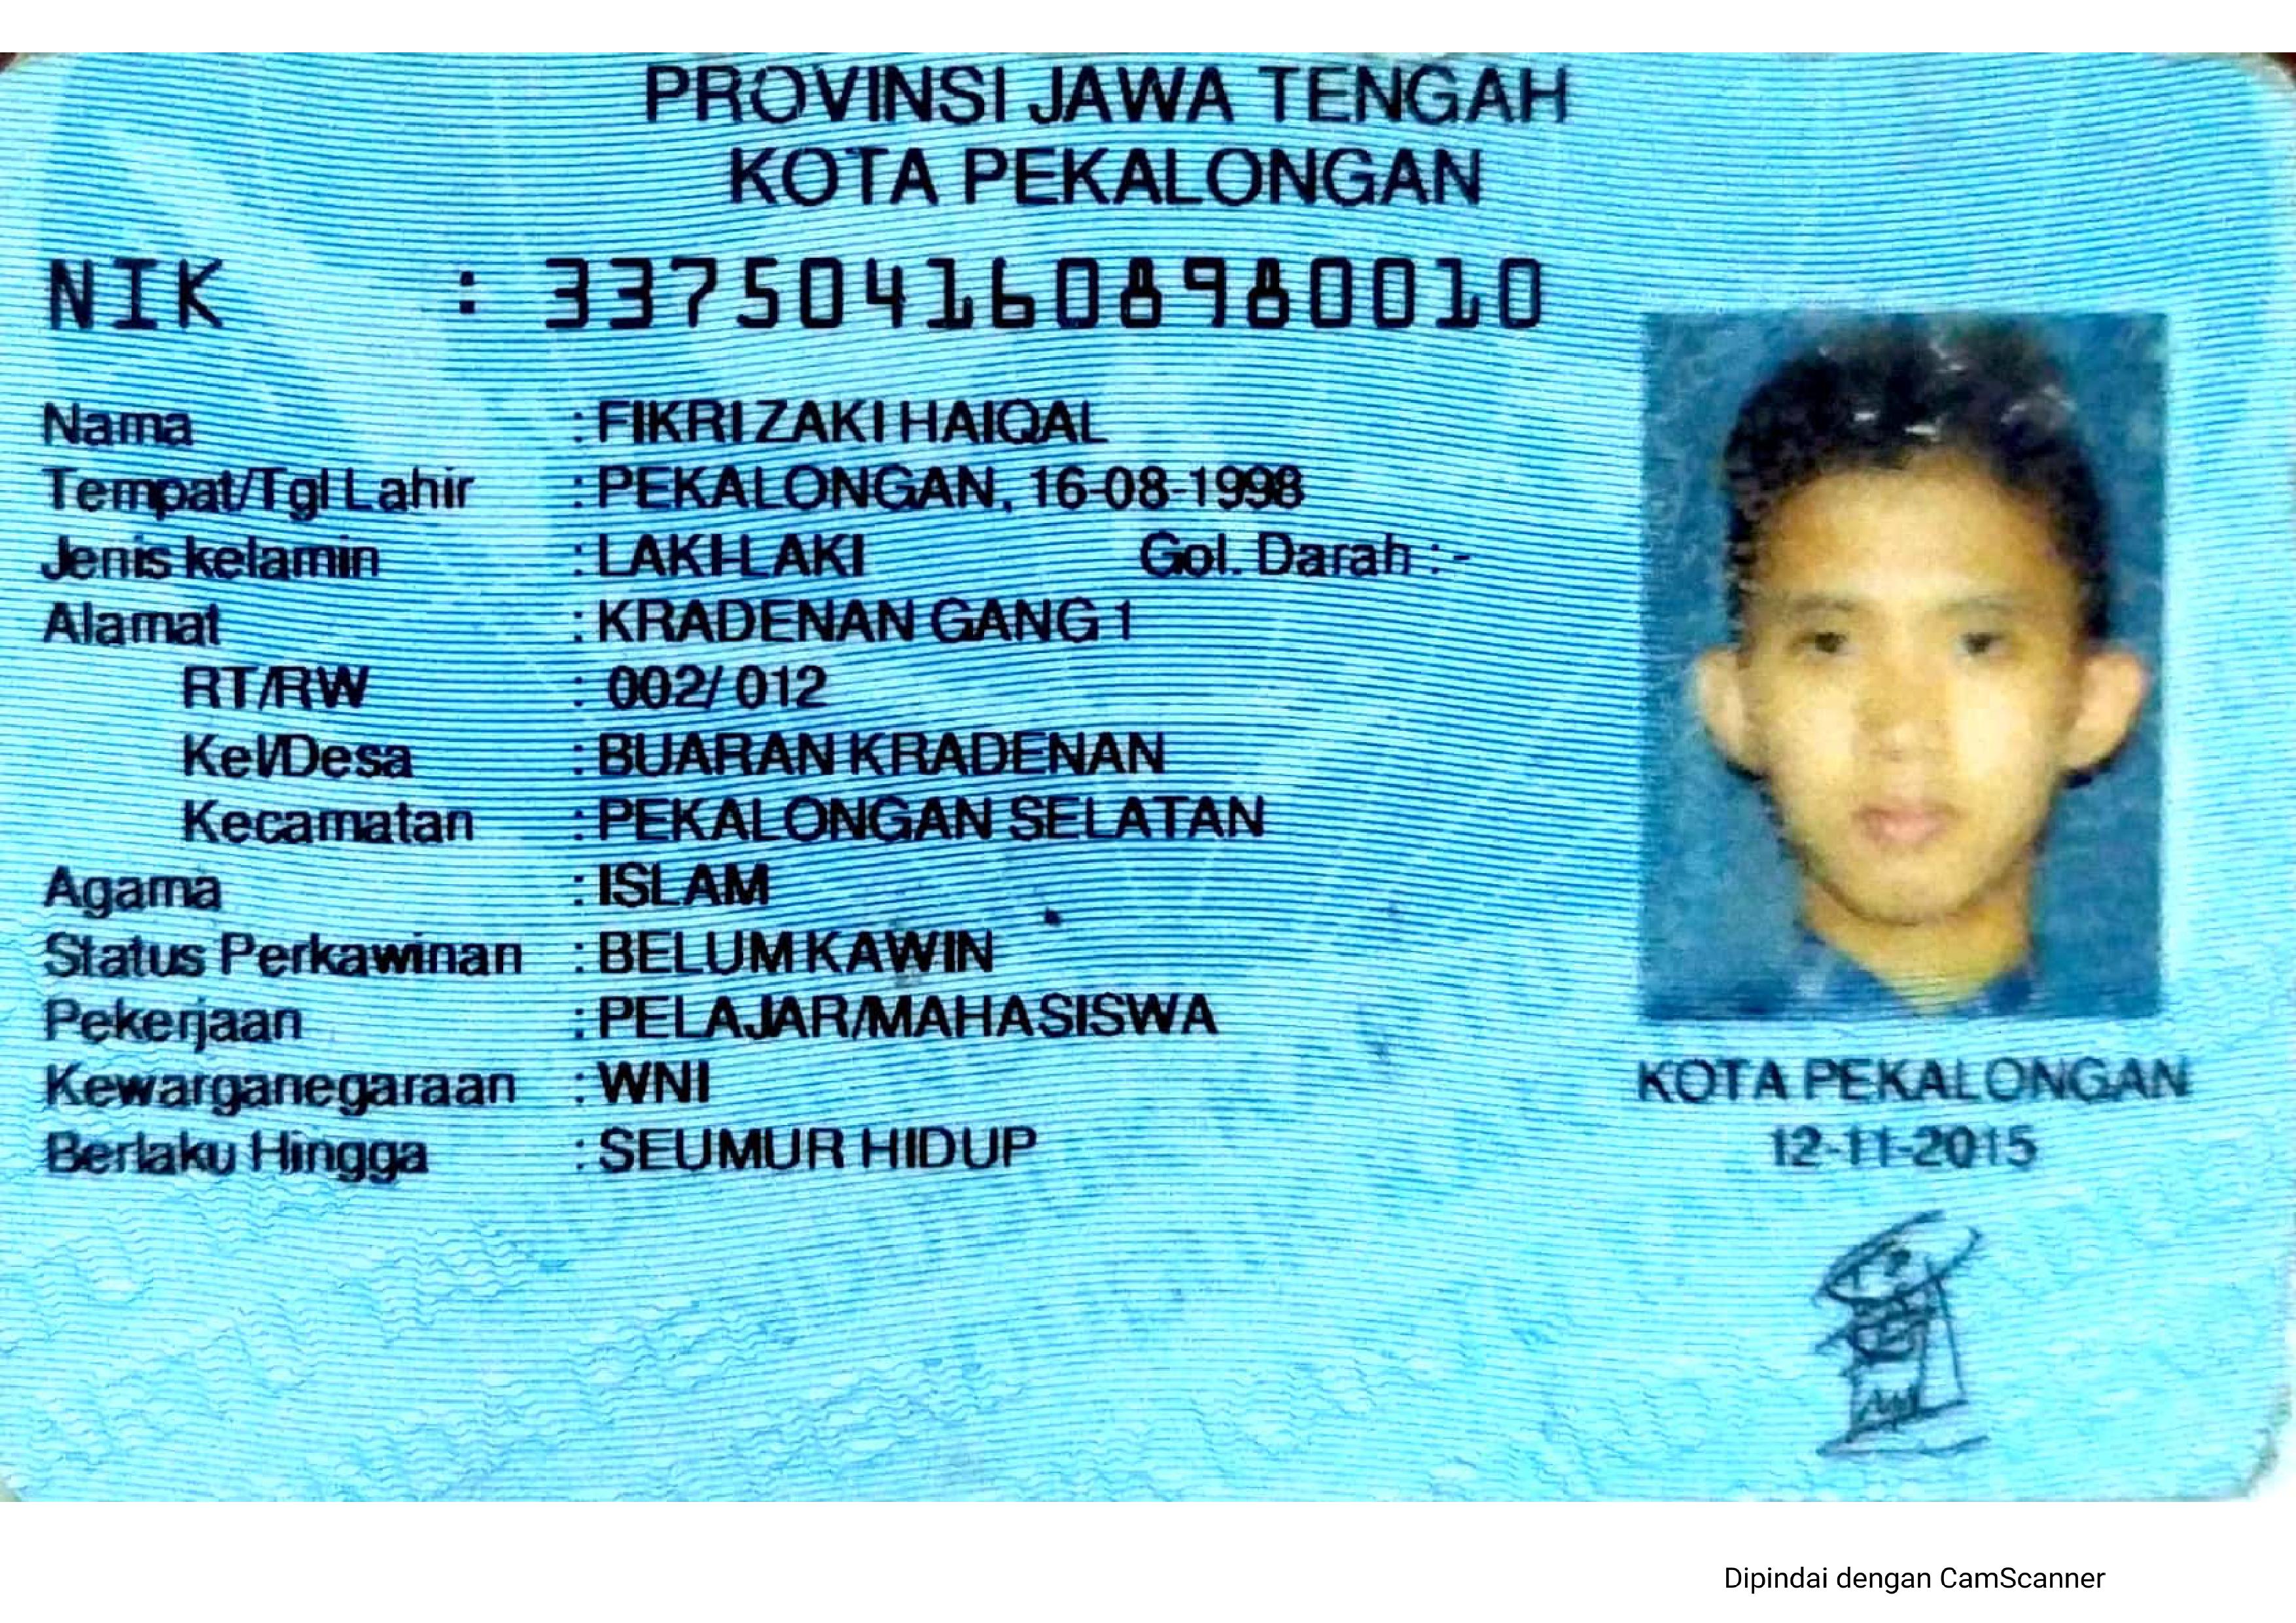 PROVINSI JAWA TENGAH
KOTA PEKALONGAN
NIK : 3375041608980010
Nama : FIKRI ZAKI HAIQAL
Tempat/Tgl Lahir : PEKALONGAN, 16-08-1998
Jenis kelamin : LAKI-LAKI Gol. Darah : -
Alamat : KRADENAN GANG 1
RT/RW : 002/ 012
Kel/Desa : BUARAN KRADENAN
Kecamatan : PEKALONGAN SELATAN
Agama : ISLAM
Status Perkawinan : BELUM KAWIN
Pekerjaan : PELAJAR/MAHASISWA
Kewarganegaraan : WNI
Berlaku Hingga : SEUMUR HIDUP
KOTA PEKALONGAN
12-11-2015
Dipindai dengan CamScanner